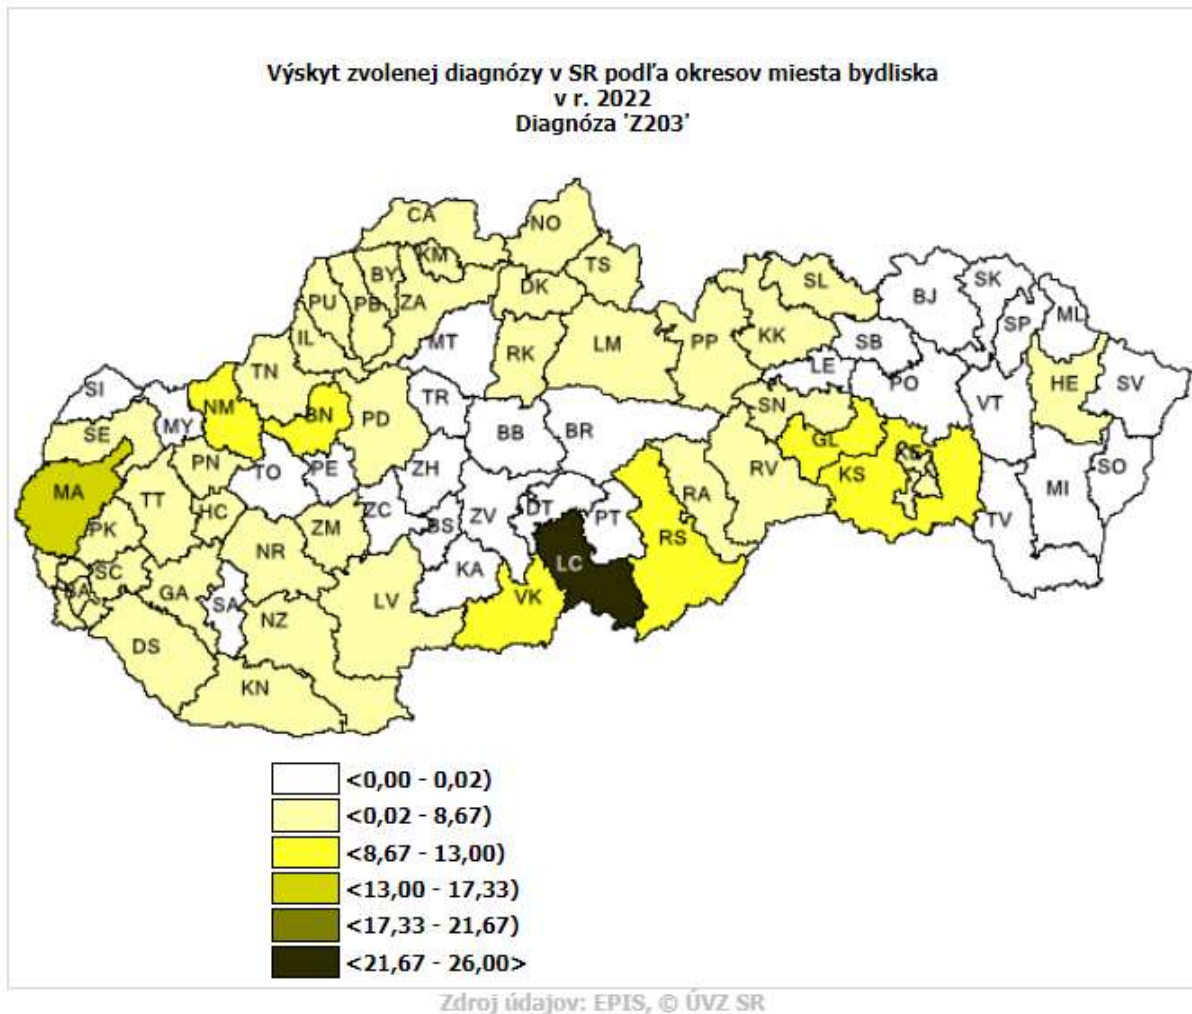 Výskyt zvolenej diagnózy v SR podľa okresov miesta bydliska
v r. 2022
Diagnóza 'Z203'
CA
NO
KM
BY
TS
PU
PB
ZA
DK
SL
BJ
SK
SP
ML
IL
MT
RK
LM
PP
KK
SB
LE
PO
HE
SV
TN
SI
NM
BN
PD
TR
SN
VT
MY
SE
BB
BR
GL
KE
PN
TO
PE
ZH
RV
KS
SO
MA
TT
HC
ZM
ZC
BS
ZV
DT
PT
RA
MI
TV
PK
NR
RS
SC
BA
GA
SA
LV
KA
LC
VK
NZ
DS
KN
<0,00 - 0,02)
<0,02 - 8,67)
<8,67 - 13,00)
<13,00 - 17,33)
<17,33 - 21,67)
<21,67 - 26,00>
Zdroj údajov: EPIS, © ÚVZ SR